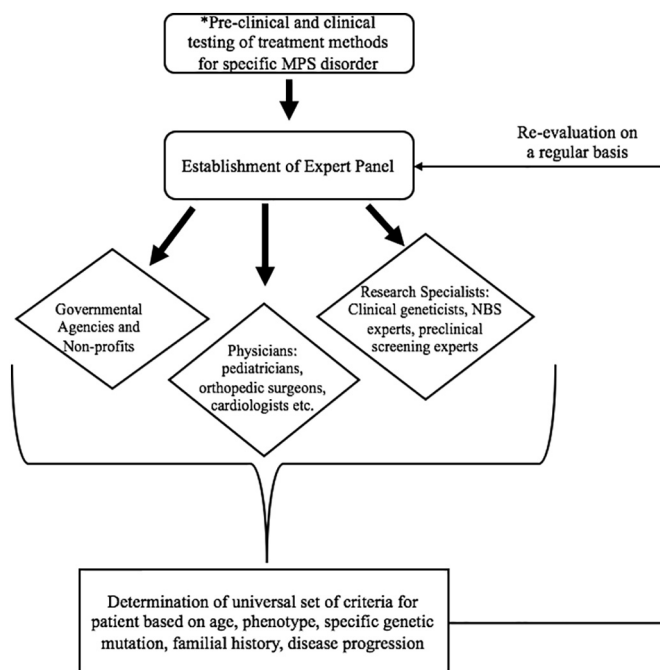 *Pre-clinical and clinical
testing of treatment methods
for specific MPS disorder
Re-evaluation on
a regular basis
Establishment of Expert Panel
Governmental
Agencies and
Non-profits
Physicians:
pediatricians,
orthopedic surgeons,
cardiologists etc.
Research Specialists:
Clinical geneticists, NBS
experts, preclinical
screening experts
Determination of universal set of criteria for
patient based on age, phenotype, specific genetic
mutation, familial history, disease progression